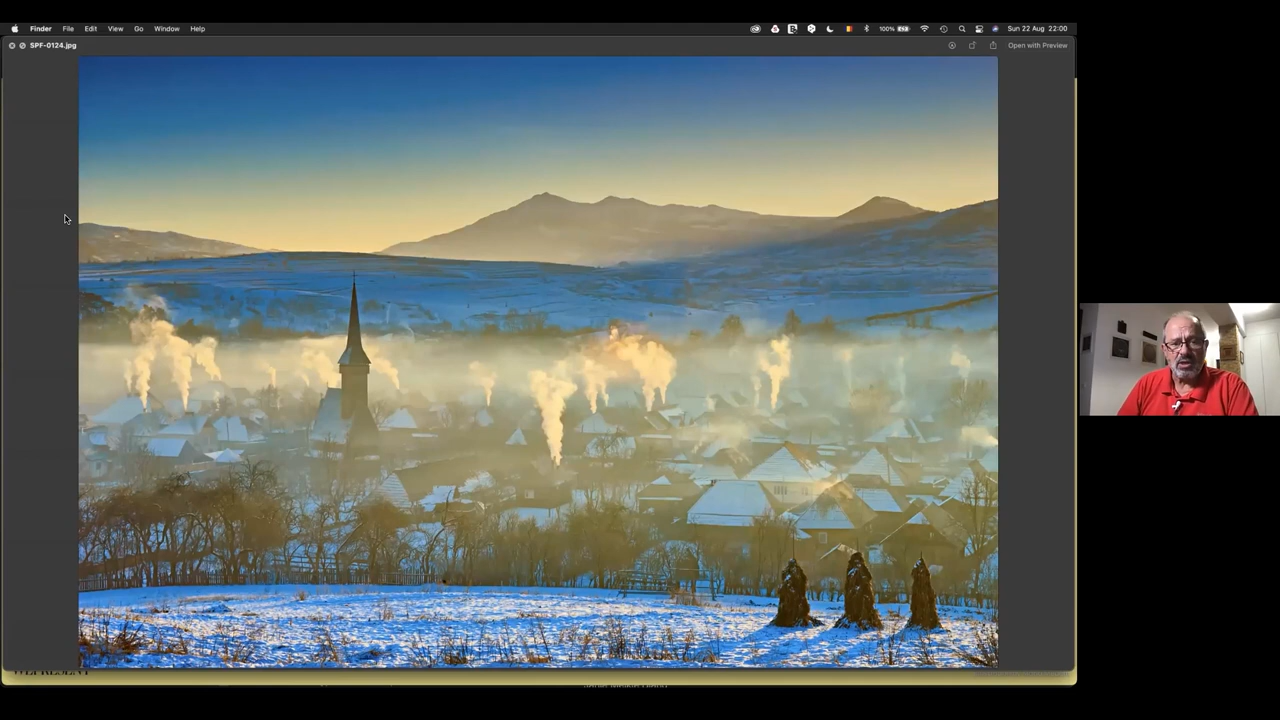 Finder File Edit View Go Window Help 100% Sun 22 Aug 22:00
SPF-0124.jpg Open with Preview